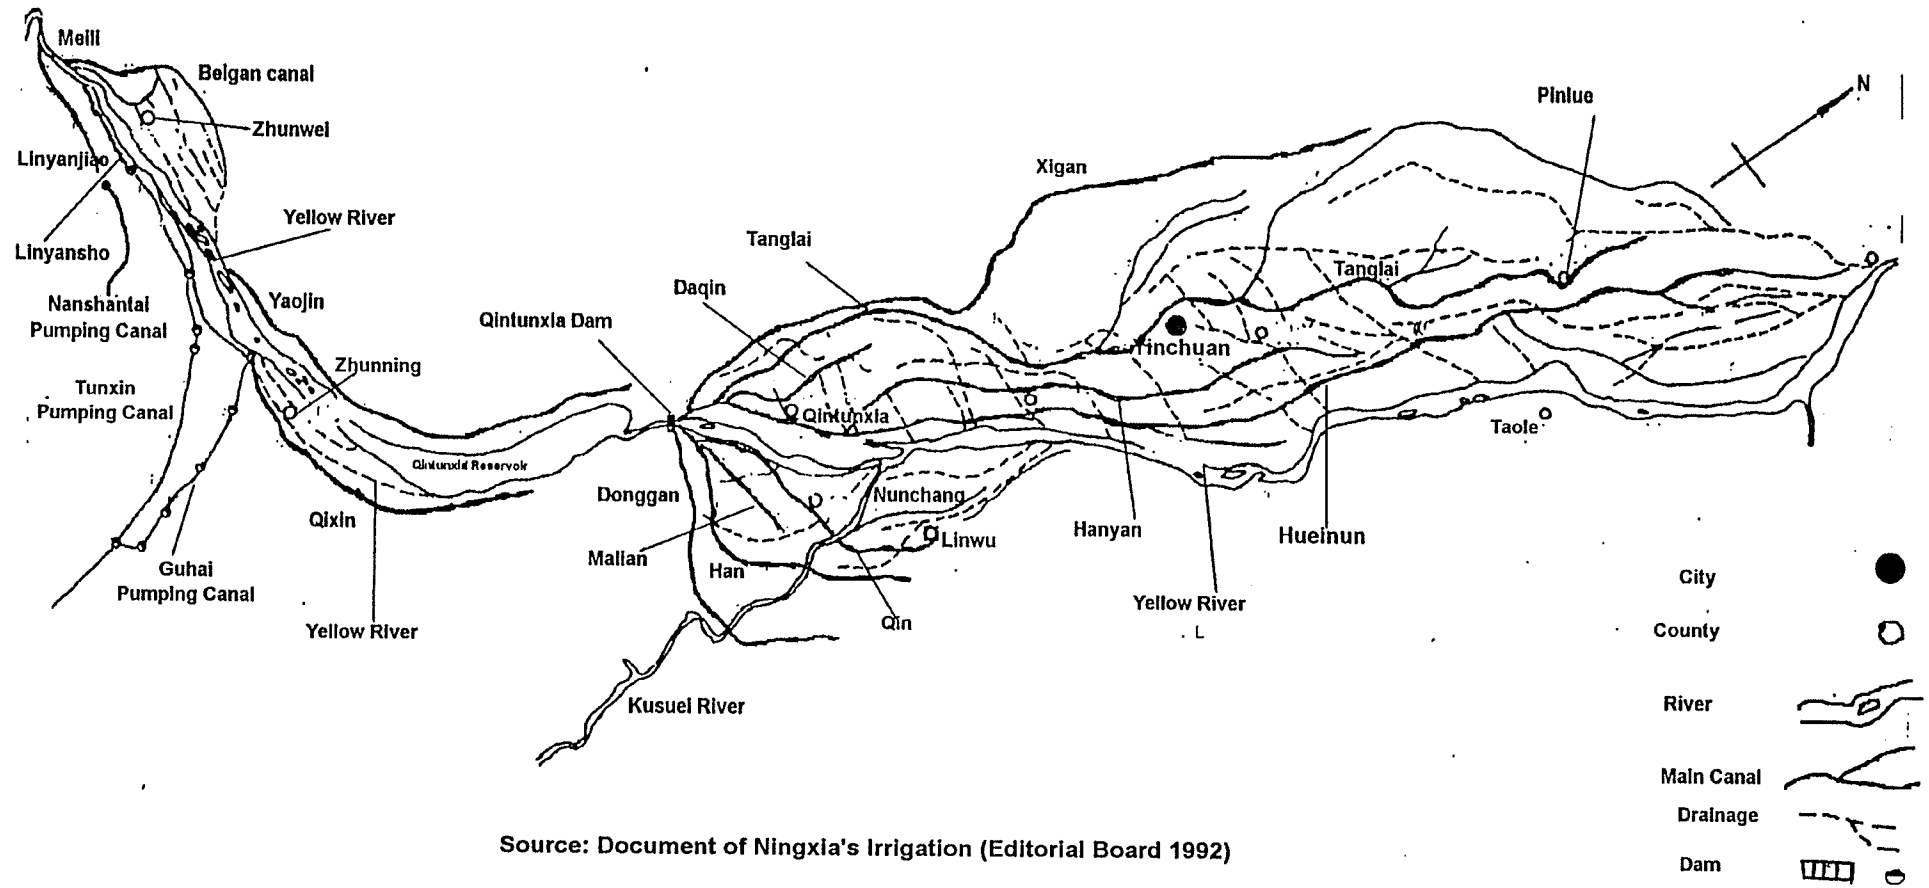 Meili
Beigan canal
N
Pinlue
Zhunwei
Linyanjiao
Xigan
Yellow River
Linyansho
Tanglai
Tanglai
Nanshantai
Pumping Canal
Yaojin
Daqin
Qintunxia Dam
Yinchuan
Zhunning
Tunxin
Pumping Canal
Qintunxia
Taole
Qintunxia Reservoir
Donggan
Nunchang
Qixin
Hanyan
Hueinun
Linwu
Malian
Han
Guhai
Pumping Canal
City
Yellow River
L
Qin
Yellow River
County
Kusuei River
River
Main Canal
Drainage
Dam
Source: Document of Ningxia's Irrigation (Editorial Board 1992)